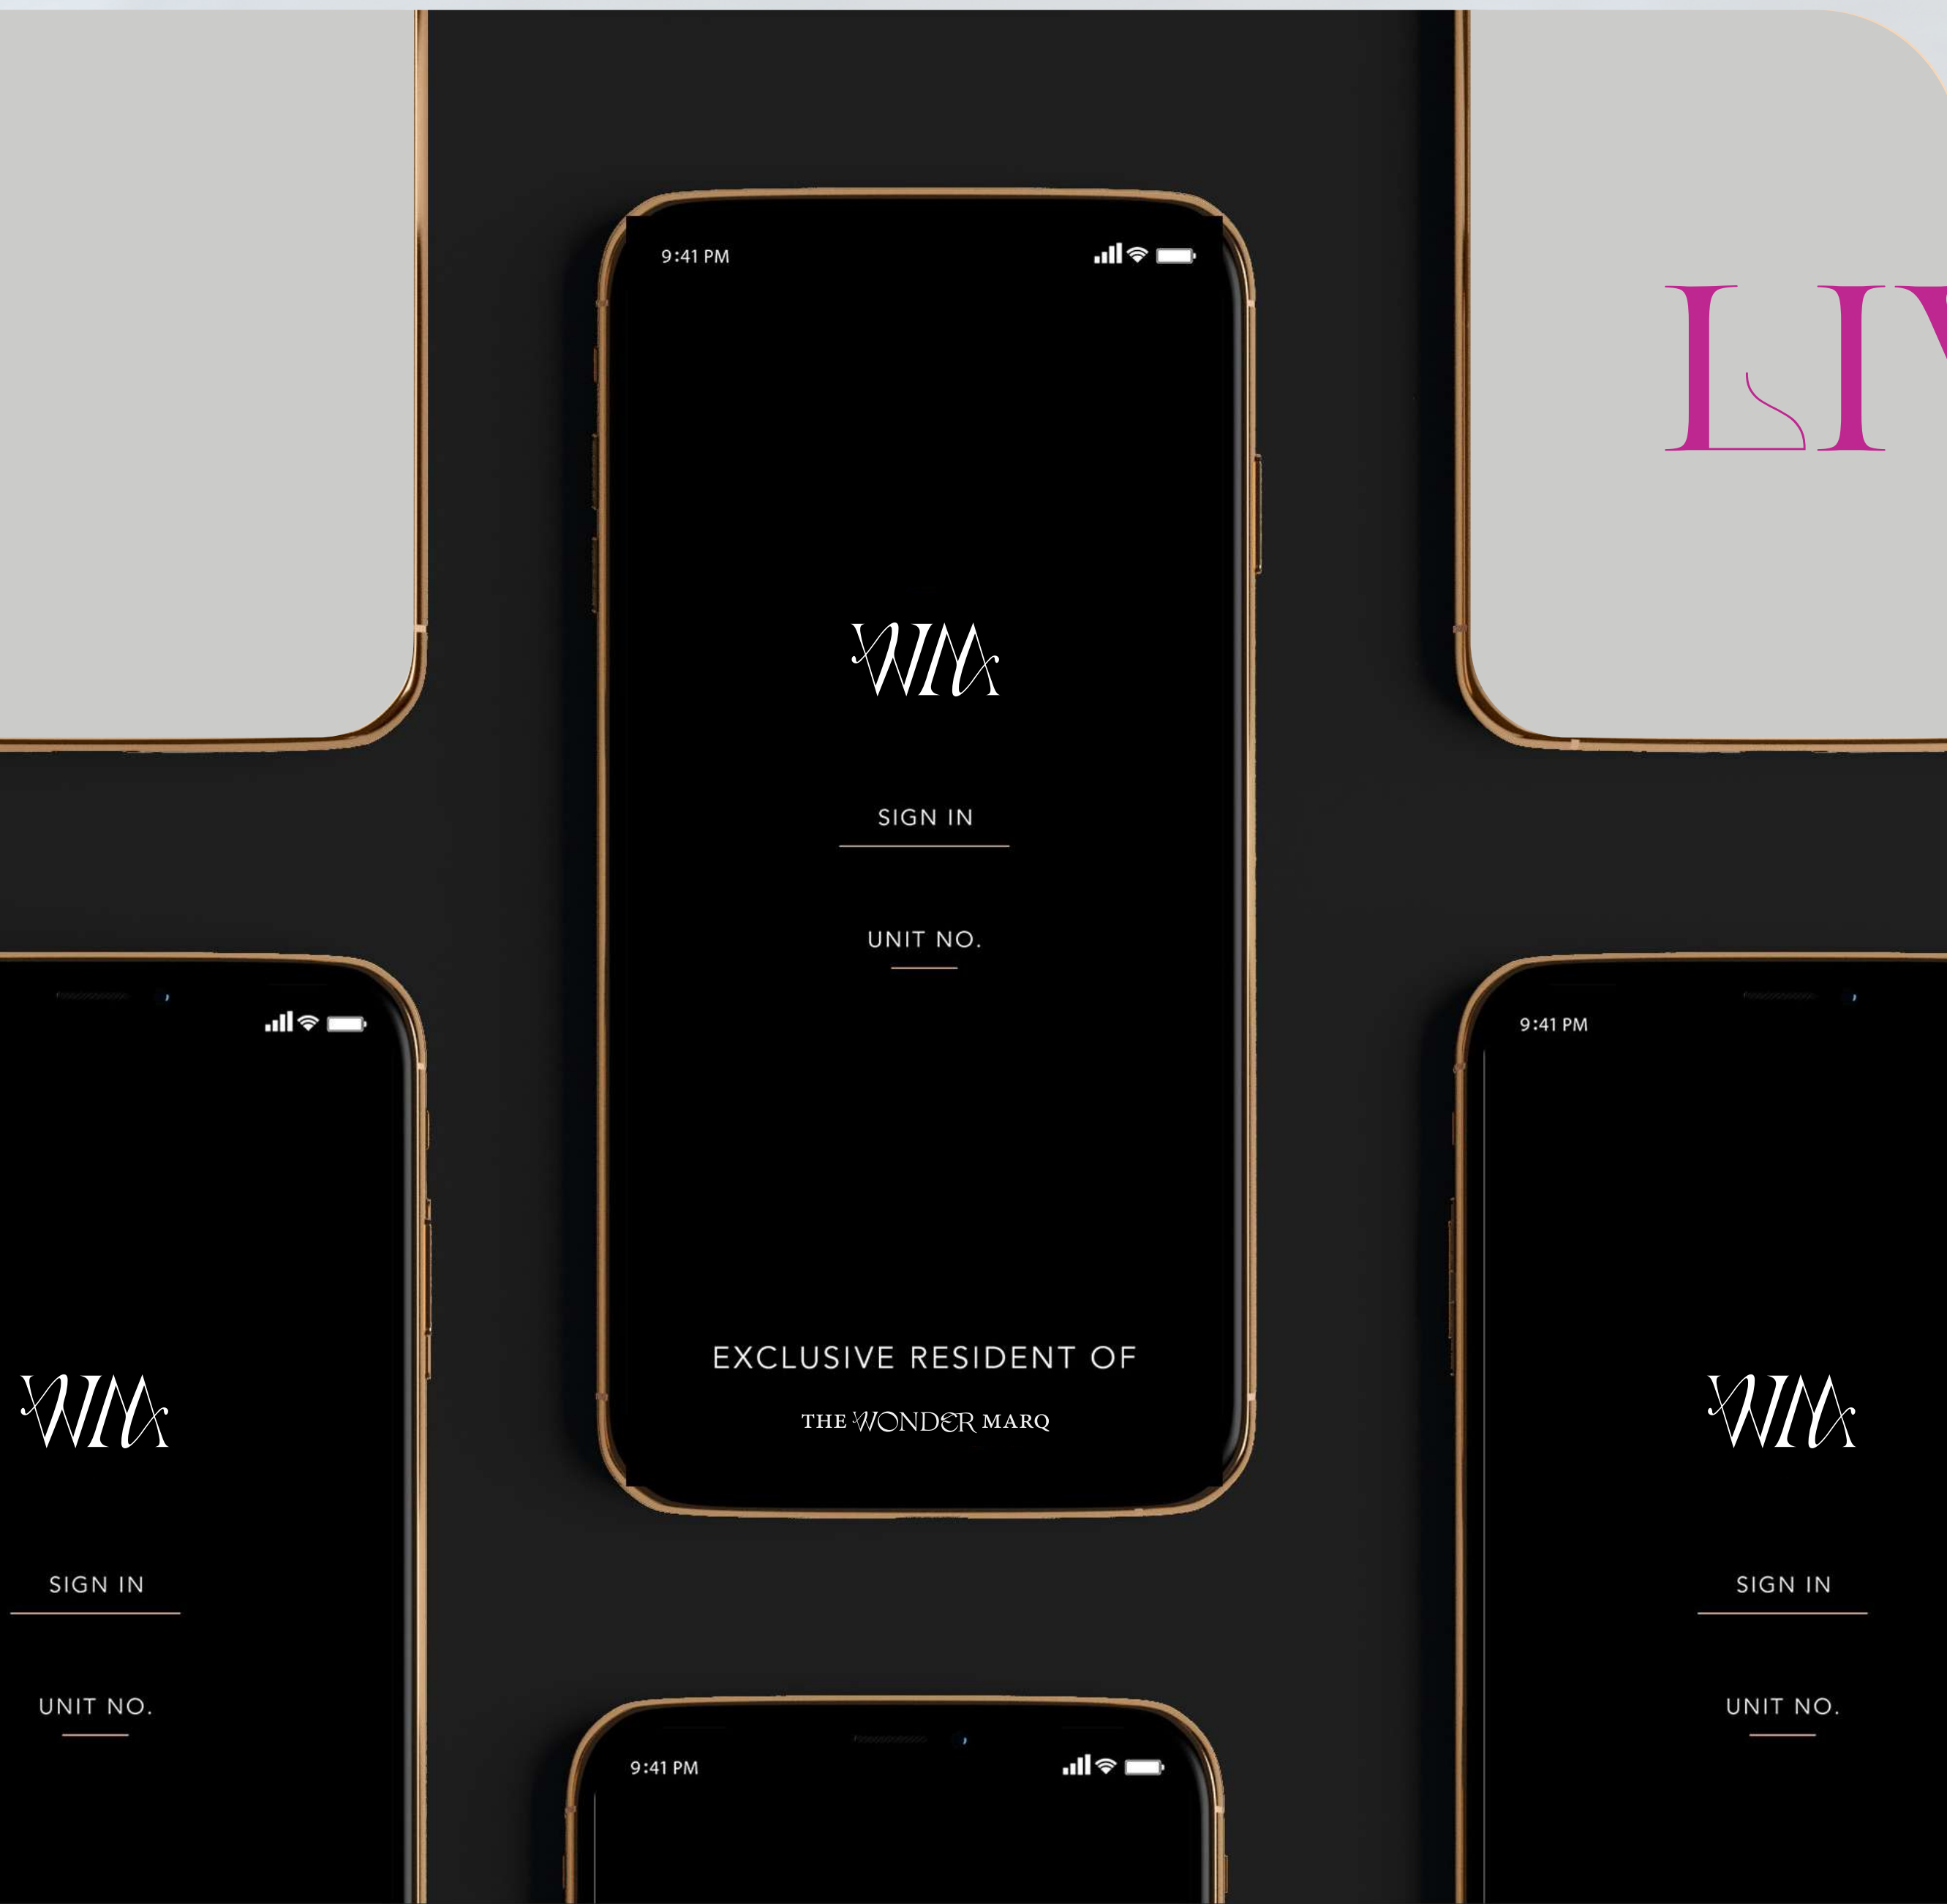 9:41 PM
WM
SIGN IN
UNIT NO.
EXCLUSIVE RESIDENT OF
THE WONDER MARQ
WM
SIGN IN
UNIT NO.
9:41 PM
WM
SIGN IN
UNIT NO.
9:41 PM